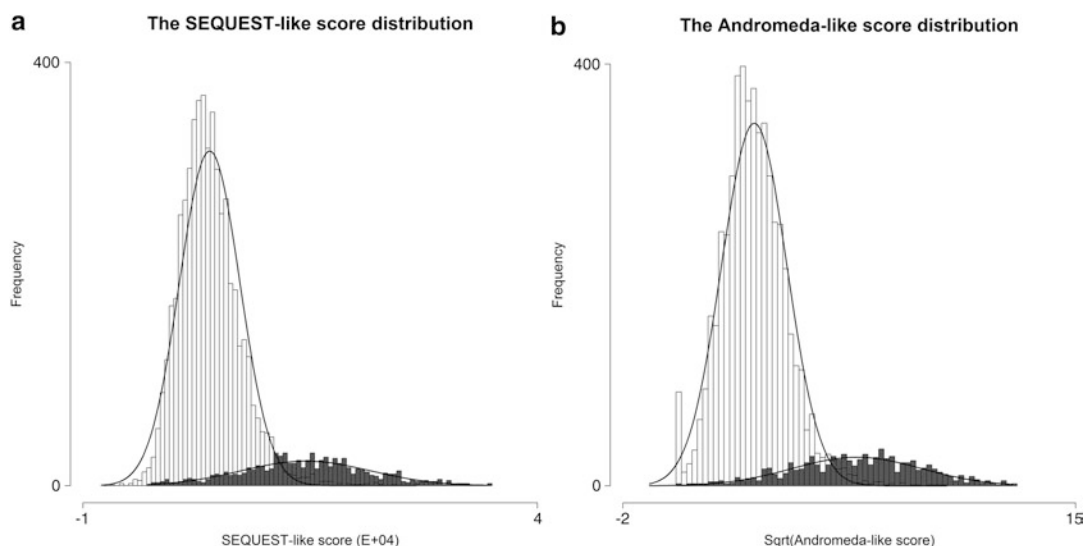 a
The SEQUEST-like score distribution
400
Frequency
0
-1
4
SEQUEST-like score (E+04)
b
The Andromeda-like score distribution
400
Frequency
0
-2
15
Sqrt(Andromeda-like score)